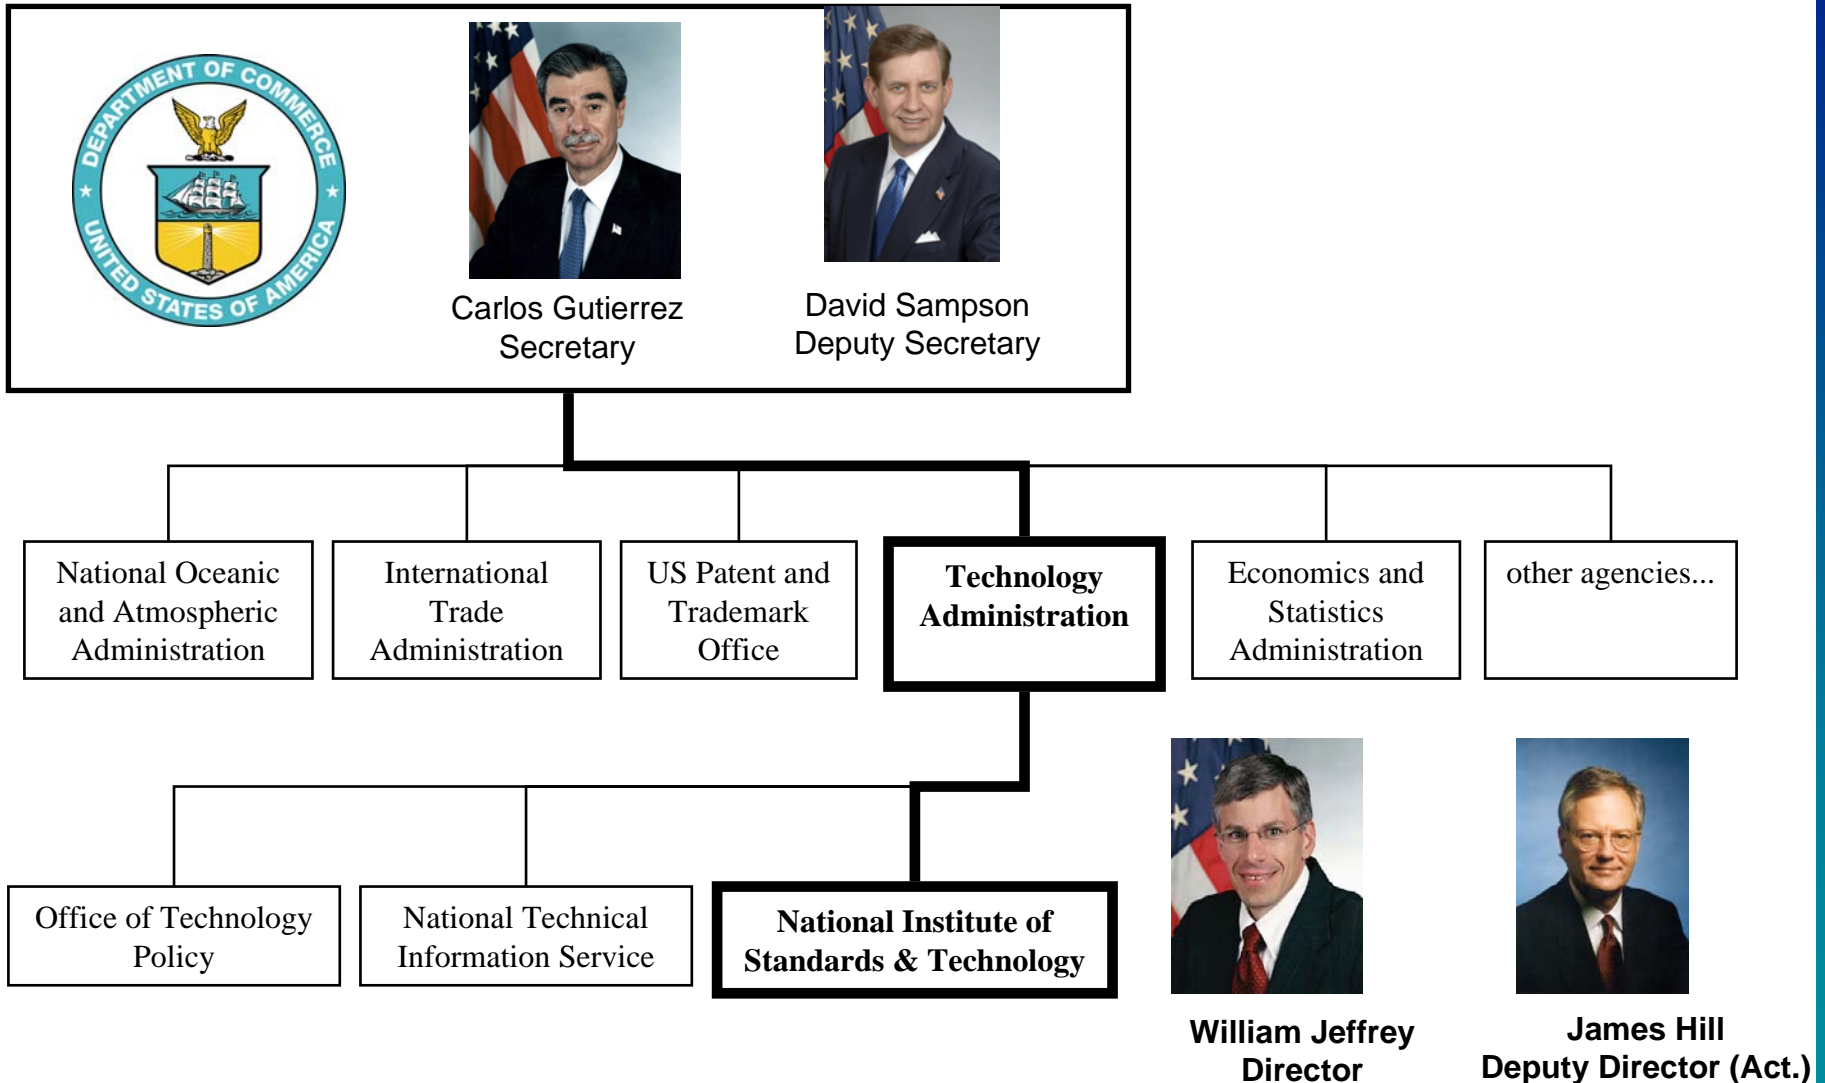 DEPARTMENT OF COMMERCE
UNITED STATES OF AMERICA
Carlos Gutierrez
Secretary
David Sampson
Deputy Secretary
National Oceanic
and Atmospheric
Administration
International
Trade
Administration
US Patent and
Trademark
Office
Technology
Administration
Economics and
Statistics
Administration
other agencies...
Office of Technology
Policy
National Technical
Information Service
National Institute of
Standards & Technology
William Jeffrey
Director
James Hill
Deputy Director (Act.)